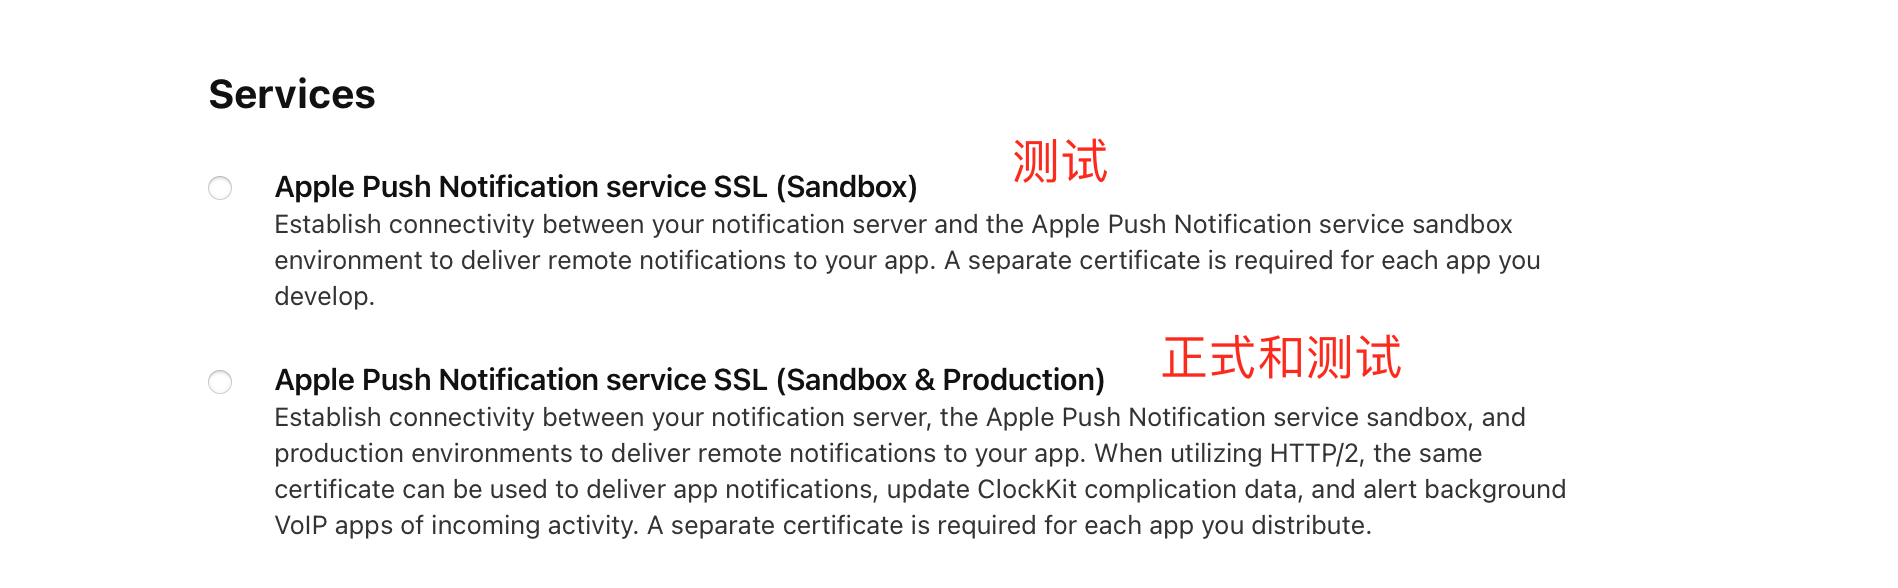 Services
测试
Apple Push Notification service SSL (Sandbox)
Establish connectivity between your notification server and the Apple Push Notification service sandbox
environment to deliver remote notifications to your app. A separate certificate is required for each app you
develop.
正式和测试
Apple Push Notification service SSL (Sandbox & Production)
Establish connectivity between your notification server, the Apple Push Notification service sandbox, and
production environments to deliver remote notifications to your app. When utilizing HTTP/2, the same
certificate can be used to deliver app notifications, update ClockKit complication data, and alert background
VoIP apps of incoming activity. A separate certificate is required for each app you distribute.